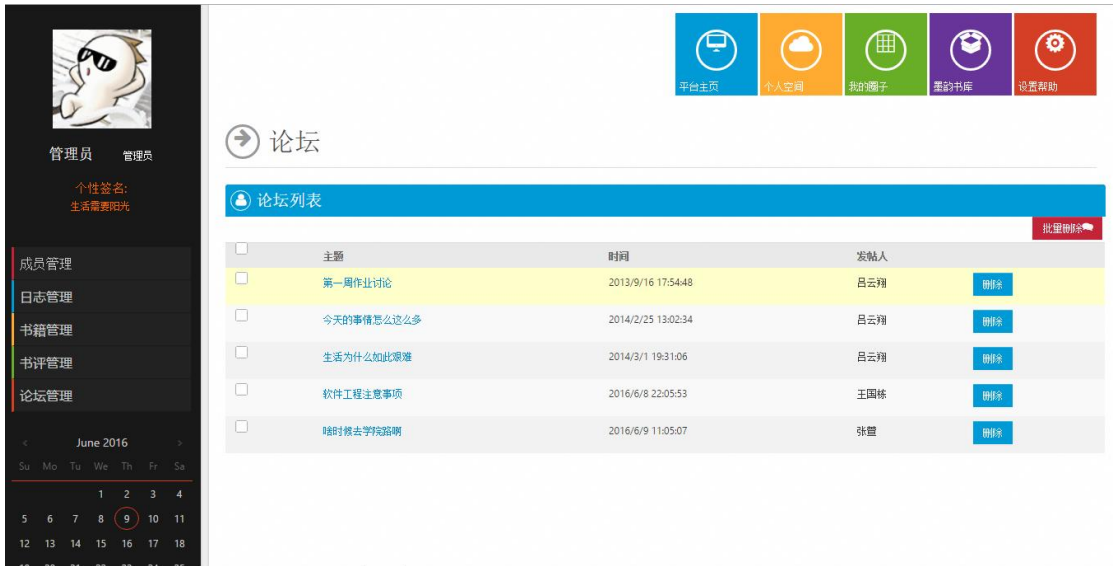 平台主页 个人空间 我的圈子 墨韵书库 设置帮助
管理员 管理员
个性签名:
生活需要阳光
成员管理
日志管理
书籍管理
书评管理
论坛管理
< June 2016 >
Su Mo Tu We Th Fr Sa
1 2 3 4
5 6 7 8 9 10 11
12 13 14 15 16 17 18
论坛
论坛列表
批量删除
主题 时间 发帖人
第一周作业讨论 2013/9/16 17:54:48 吕云翔 删除
今天的事情怎么这么多 2014/2/25 13:02:34 吕云翔 删除
生活为什么如此艰难 2014/3/1 19:31:06 吕云翔 删除
软件工程注意事项 2016/6/8 22:05:53 王国栋 删除
啥时候去学院路啊 2016/6/9 11:05:07 删除